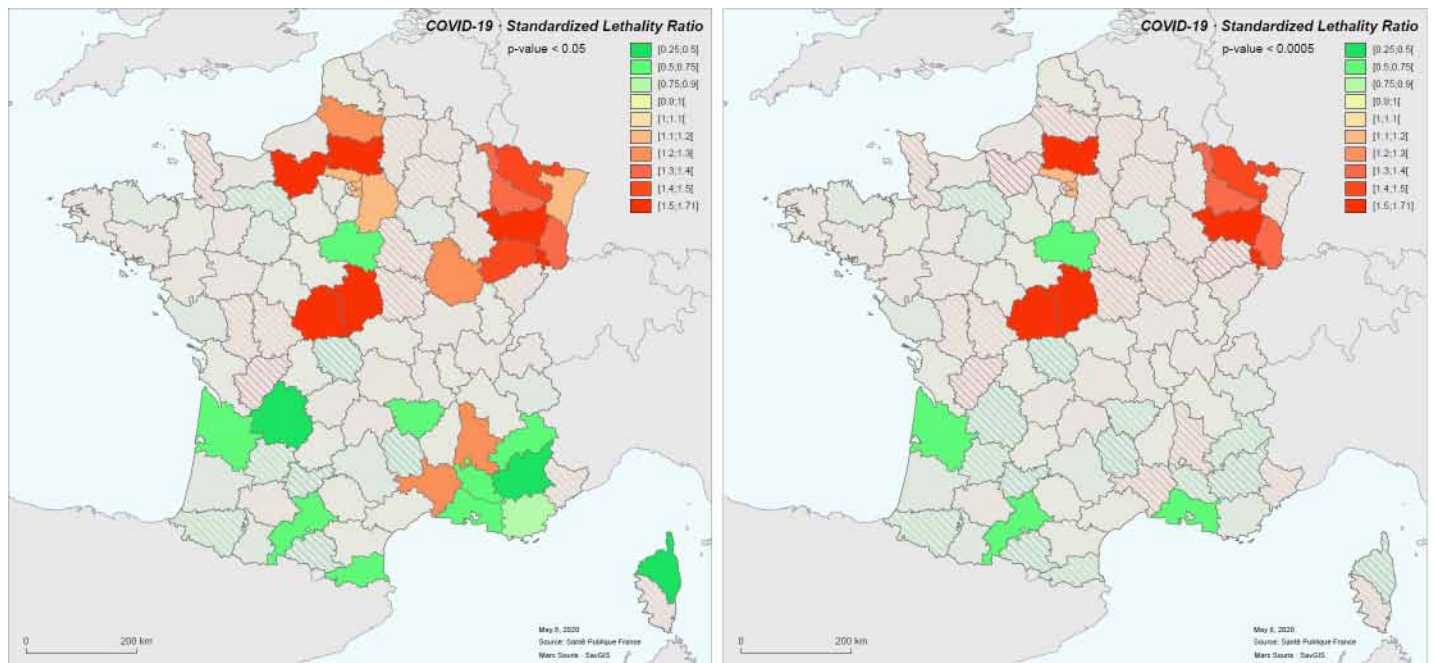 COVID-19 · Standardized Lethality Ratio
p-value < 0.05
[0.25;0.5[
[0.5;0.75[
[0.75;0.9[
[0.9;1[
[1;1.1[
[1.1;1.2[
[1.2;1.3[
[1.3;1.4[
[1.4;1.5[
[1.5;1.71]
0 200 km
May 6, 2020
Source: Santé Publique France
Marc Souris - SavGIS
COVID-19 · Standardized Lethality Ratio
p-value < 0.0005
[0.25;0.5[
[0.5;0.75[
[0.75;0.9[
[0.9;1[
[1;1.1[
[1.1;1.2[
[1.2;1.3[
[1.3;1.4[
[1.4;1.5[
[1.5;1.71]
0 200 km
May 6, 2020
Source: Santé Publique France
Marc Souris - SavGIS